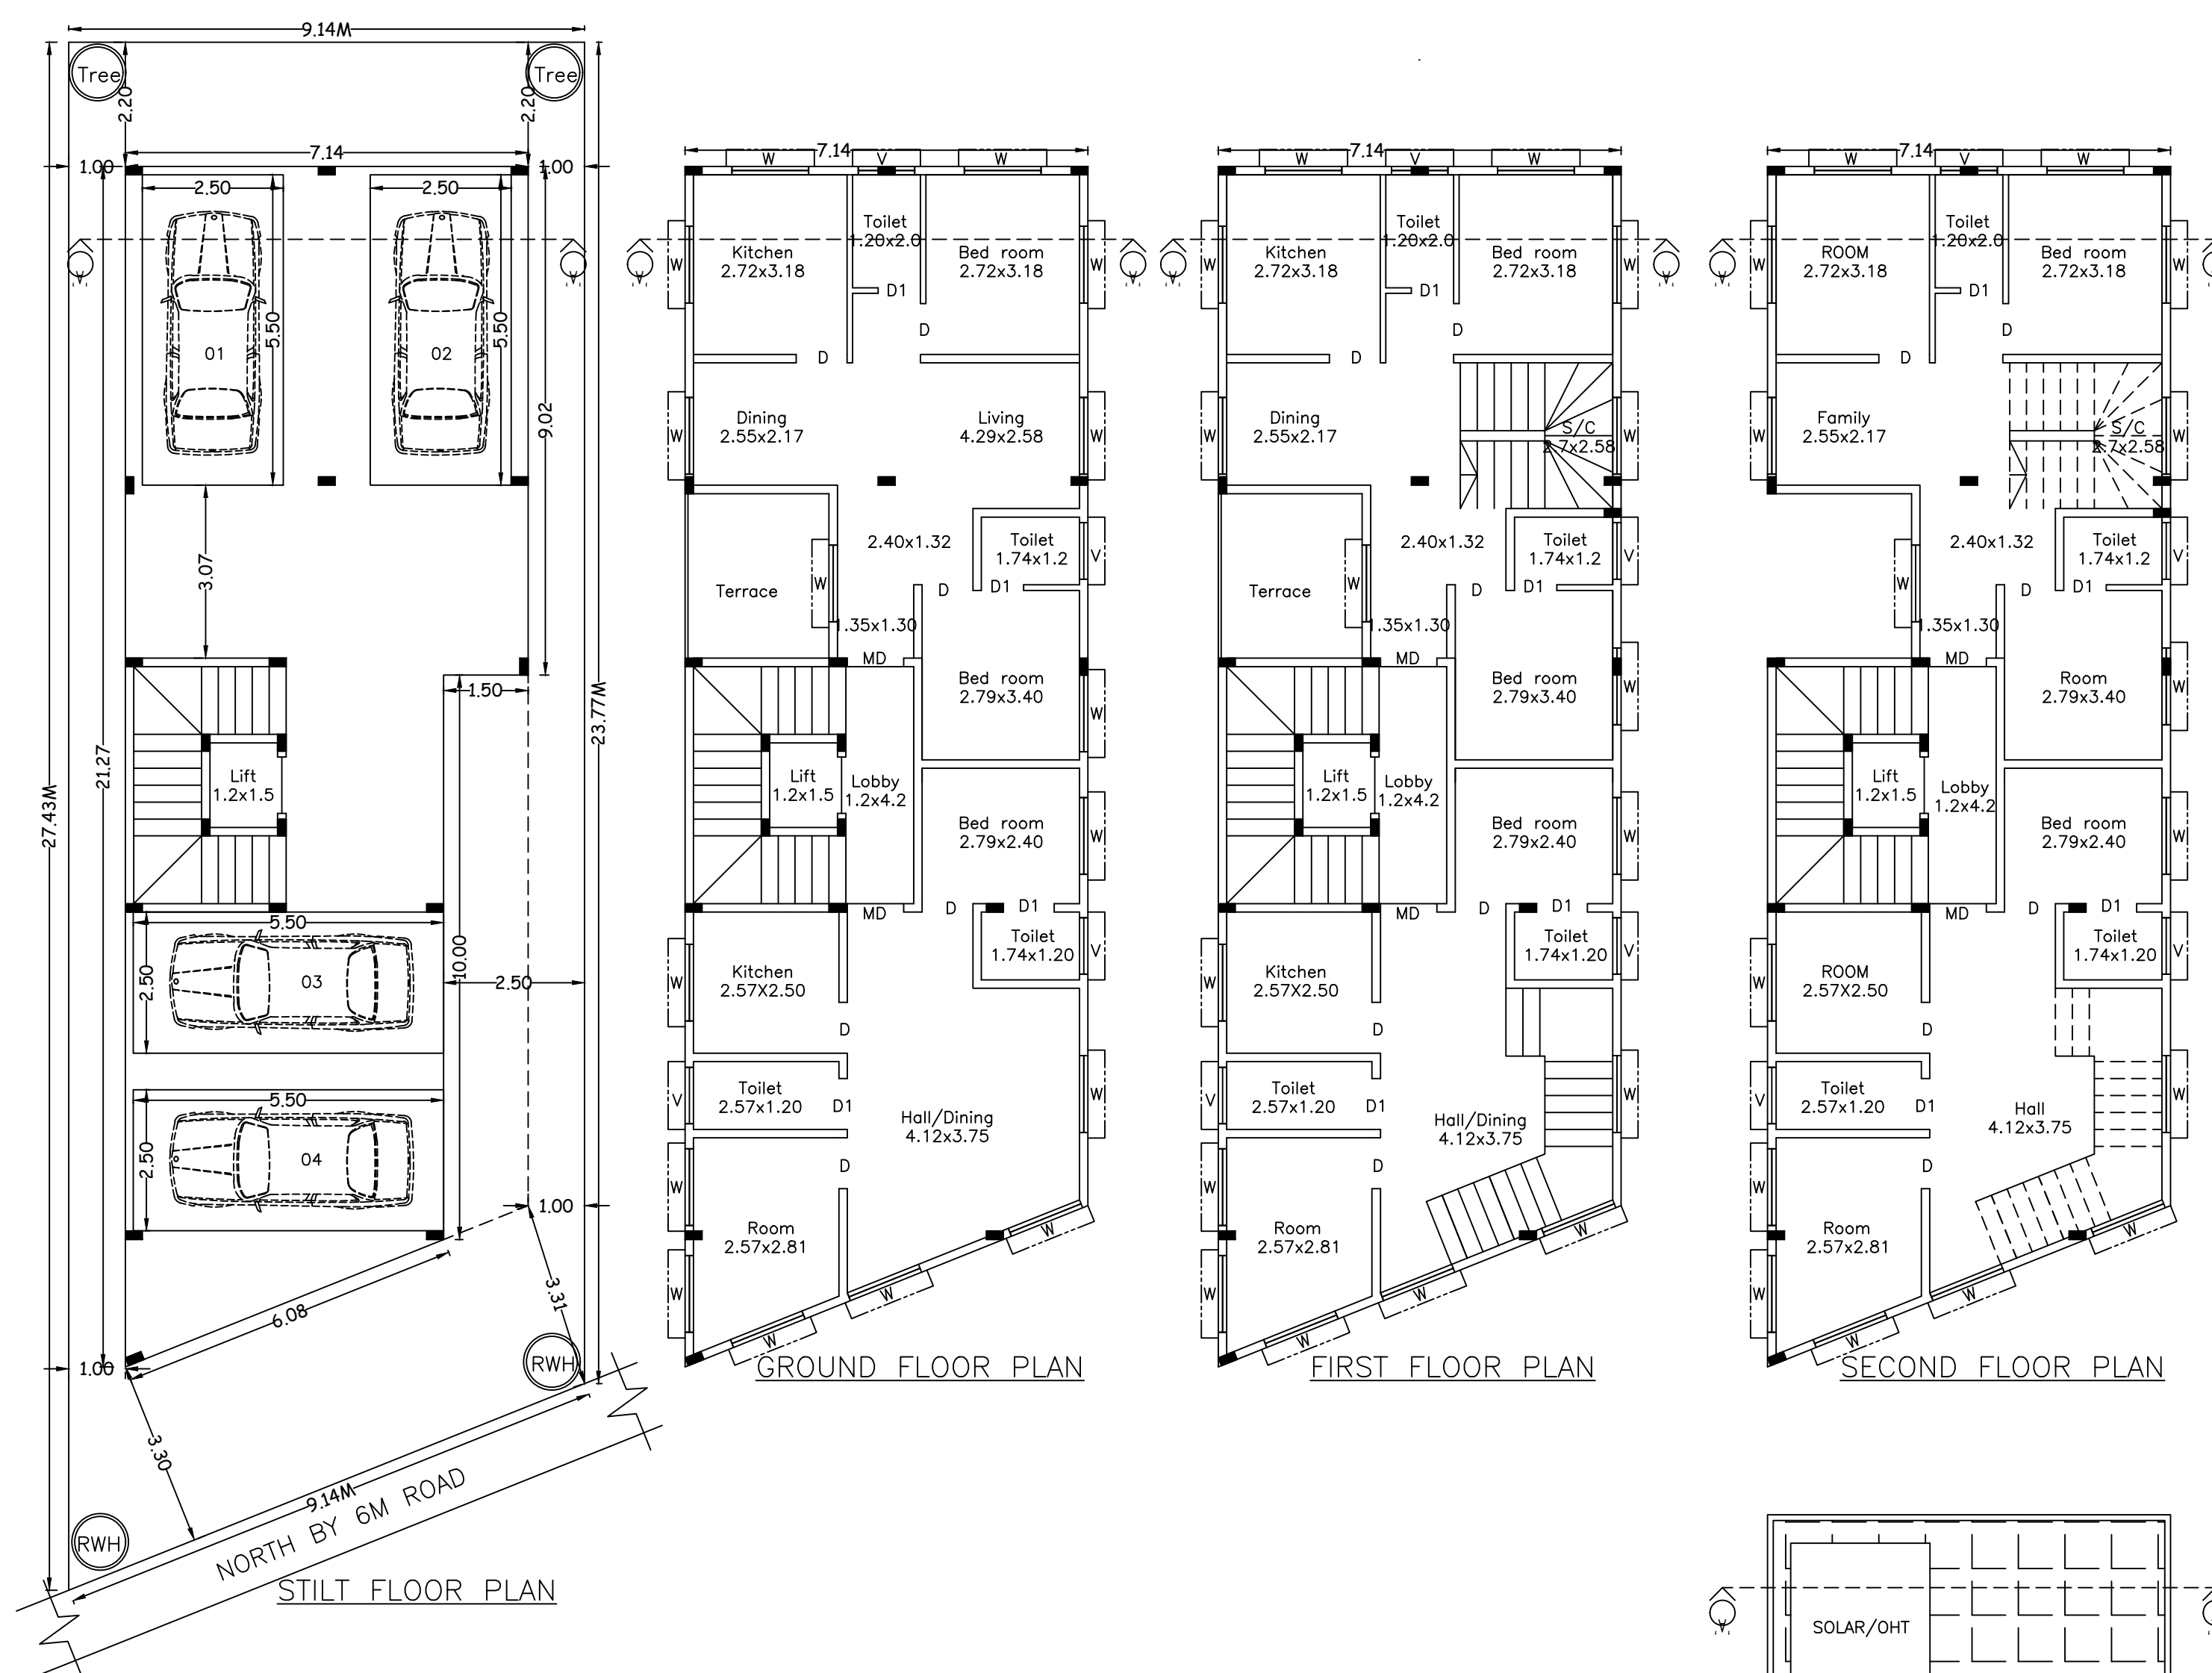 9.14M
Tree
Tree
2.20
2.20
1.00
7.14
1.00
2.50
2.50
5.50
5.50
01
02
9.02
3.07
27.43M
21.27
23.77M
1.50
Lift
1.2x1.5
5.50
2.50
03
10.00
2.50
5.50
2.50
04
1.00
6.08
3.31
1.00
RWH
3.30
9.14M
NORTH BY 6M ROAD
RWH
STILT FLOOR PLAN
7.14
W
V
W
Toilet
1.20x2.0
Kitchen
2.72x3.18
Bed room
2.72x3.18
W
W
D1
D
D
Dining
2.55x2.17
Living
4.29x2.58
W
W
2.40x1.32
Toilet
1.74x1.2
V
Terrace
W
D
D1
1.35x1.30
MD
Bed room
2.79x3.40
W
Lift
1.2x1.5
Lobby
1.2x4.2
Bed room
2.79x2.40
W
MD
D
D1
Toilet
1.74x1.20
V
Kitchen
2.57X2.50
W
D
Toilet
2.57x1.20
V
D1
Hall/Dining
4.12x3.75
W
D
W
Room
2.57x2.81
W
W
W
W
GROUND FLOOR PLAN
7.14
W
V
W
Toilet
1.20x2.0
Kitchen
2.72x3.18
Bed room
2.72x3.18
W
D1
D
D
Dining
2.55x2.17
S/C
2.7x2.58
W
W
2.40x1.32
Toilet
1.74x1.2
V
Terrace
W
D
D1
1.35x1.30
MD
Bed room
2.79x3.40
W
Lift
1.2x1.5
Lobby
1.2x4.2
Bed room
2.79x2.40
W
MD
D
D1
Toilet
1.74x1.20
V
Kitchen
2.57X2.50
W
D
Toilet
2.57x1.20
V
D1
Hall/Dining
4.12x3.75
W
D
W
Room
2.57x2.81
W
W
W
W
FIRST FLOOR PLAN
7.14
W
V
W
Toilet
1.20x2.0
ROOM
2.72x3.18
Bed room
2.72x3.18
W
W
D1
D
D
Family
2.55x2.17
S/C
2.7x2.58
W
W
2.40x1.32
Toilet
1.74x1.2
V
W
D
D1
1.35x1.30
MD
Room
2.79x3.40
W
Lift
1.2x1.5
Lobby
1.2x4.2
Bed room
2.79x2.40
W
MD
D
D1
Toilet
1.74x1.20
V
ROOM
2.57X2.50
W
D
Toilet
2.57x1.20
V
D1
Hall
4.12x3.75
W
D
W
Room
2.57x2.81
W
W
W
W
SECOND FLOOR PLAN
SOLAR/OHT